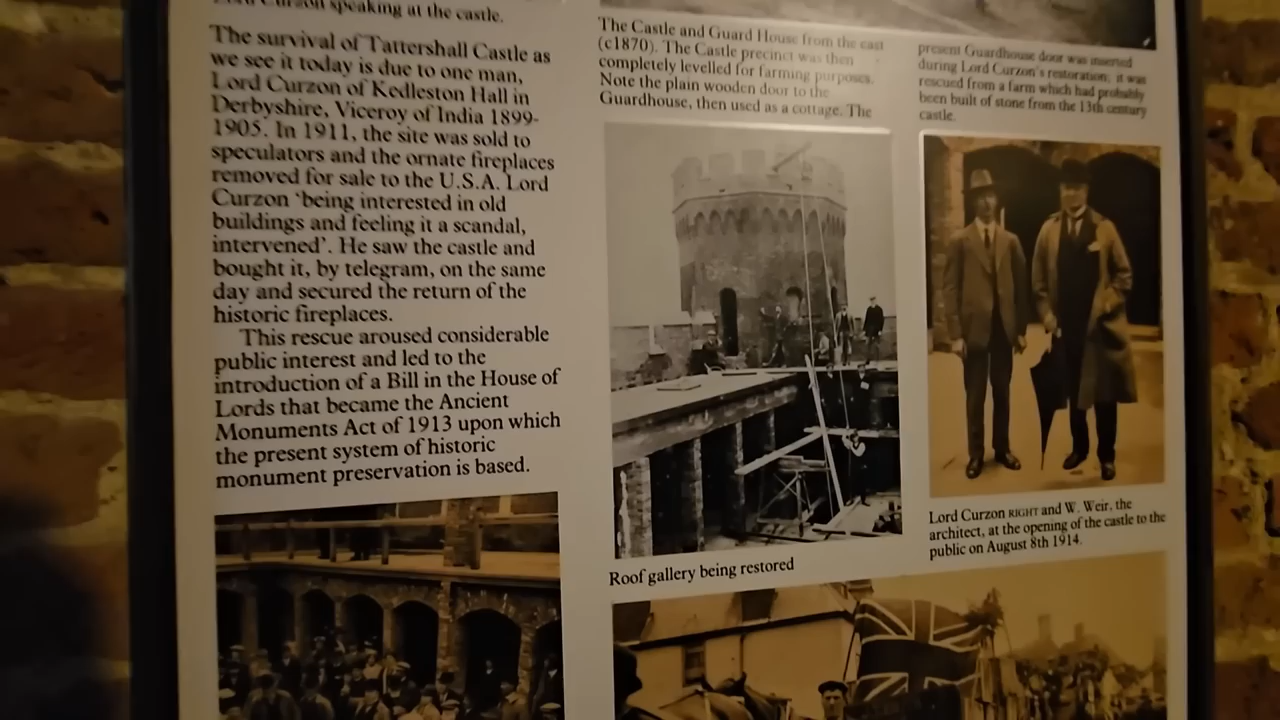 Lord Curzon speaking at the castle.
The survival of Tattershall Castle as
we see it today is due to one man,
Lord Curzon of Kedleston Hall in
Derbyshire, Viceroy of India 1899-
1905. In 1911, the site was sold to
speculators and the ornate fireplaces
removed for sale to the U.S.A. Lord
Curzon ‘being interested in old
buildings and feeling it a scandal,
intervened’. He saw the castle and
bought it, by telegram, on the same
day and secured the return of the
historic fireplaces.
This rescue aroused considerable
public interest and led to the
introduction of a Bill in the House of
Lords that became the Ancient
Monuments Act of 1913 upon which
the present system of historic
monument preservation is based.
The Castle and Guard House from the east
(c1870). The Castle precinct was then
completely levelled for farming purposes.
Note the plain wooden door to the
Guardhouse, then used as a cottage. The
present Guardhouse door was inserted
during Lord Curzon's restoration; it was
rescued from a farm which had probably
been built of stone from the 13th century
castle.
Roof gallery being restored
Lord Curzon RIGHT and W. Weir, the
architect, at the opening of the castle to the
public on August 8th 1914.